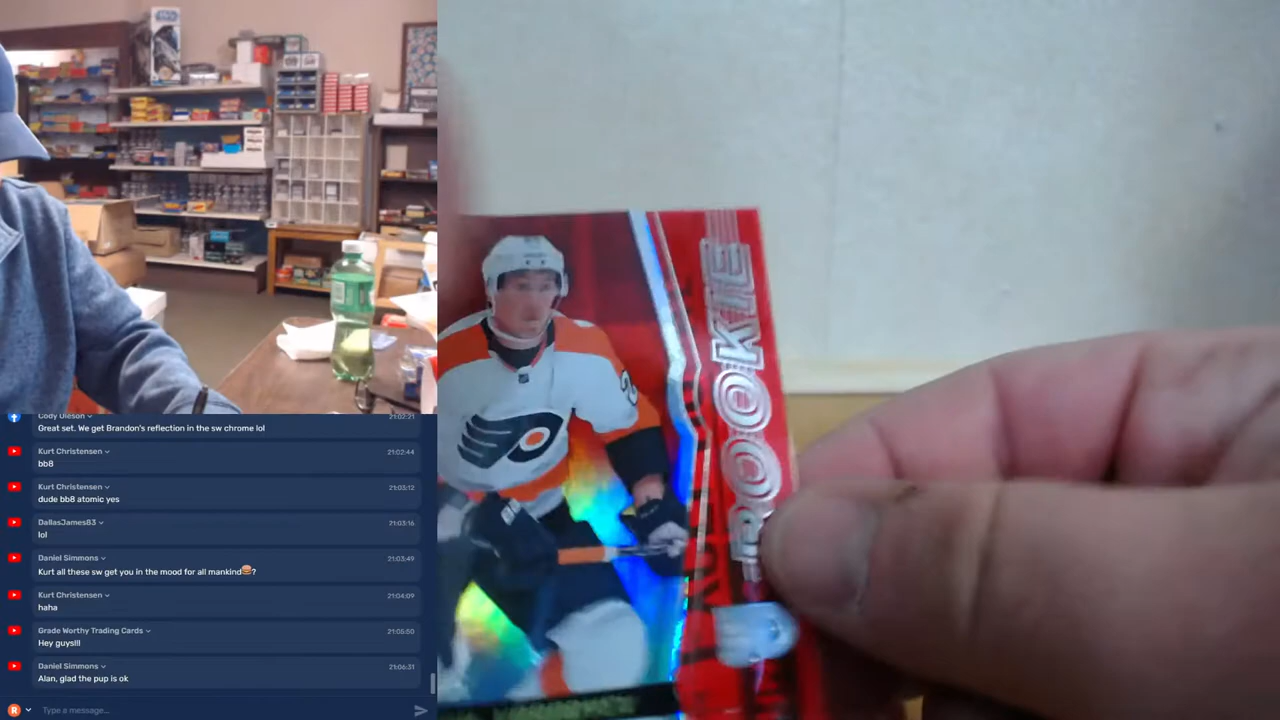 Cody Oleson
21:02:21
Great set. We get Brandon's reflection in the sw chrome lol
Kurt Christensen
21:02:44
bb8
Kurt Christensen
21:03:12
dude bb8 atomic yes
DallasJames83
21:03:16
lol
Daniel Simmons
21:03:49
Kurt all these sw get you in the mood for all mankind🍔?
Kurt Christensen
21:04:09
haha
Grade Worthy Trading Cards
21:05:50
Hey guys!!!
Daniel Simmons
21:06:31
Alan, glad the pup is ok
R
Type a message...
ROOKIE